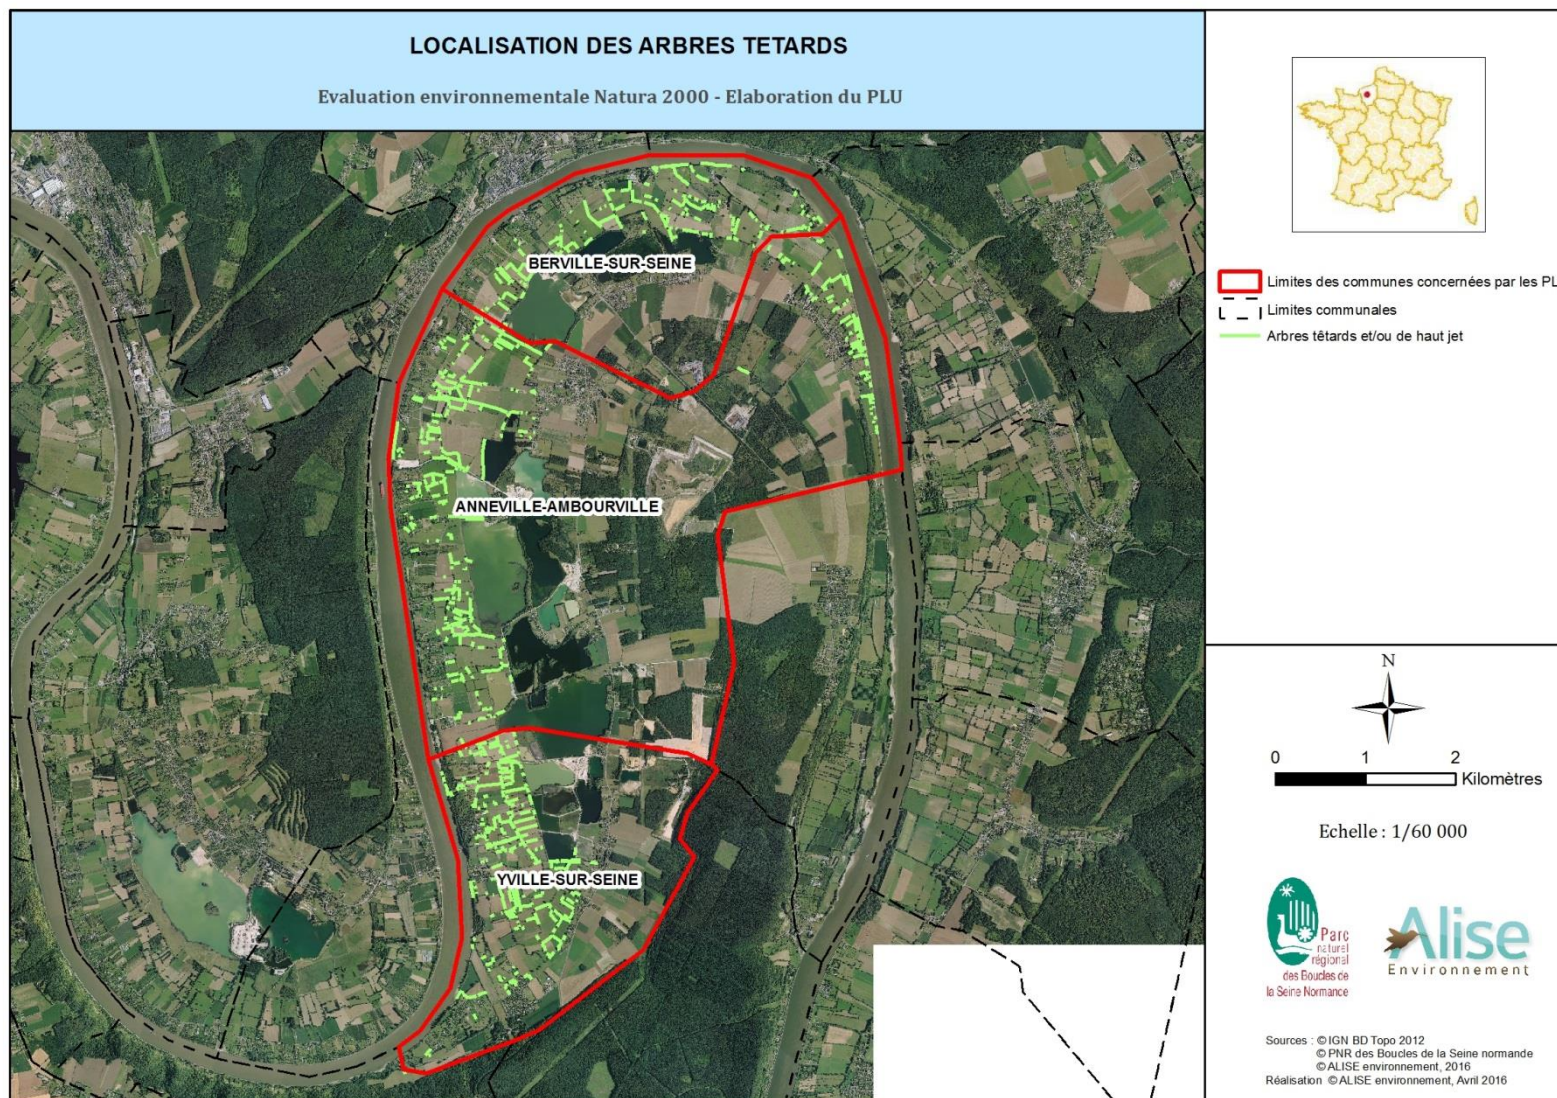 LOCALISATION DES ARBRES TETARDS
Evaluation environnementale Natura 2000 - Elaboration du PLU
BERVILLE-SUR-SEINE
ANNEVILLE-AMBOURVILLE
YVILLE-SUR-SEINE
Limites des communes concernées par les PL
Limites communales
Arbres têtards et/ou de haut jet
N
0 1 2
Kilomètres
Echelle : 1/60 000
Parc
naturel
régional
des Boucles de
la Seine Normande
Alise
Environnement
Sources : © IGN BD Topo 2012
© PNR des Boucles de la Seine normande
© ALISE environnement, 2016
Réalisation © ALISE environnement, Avril 2016